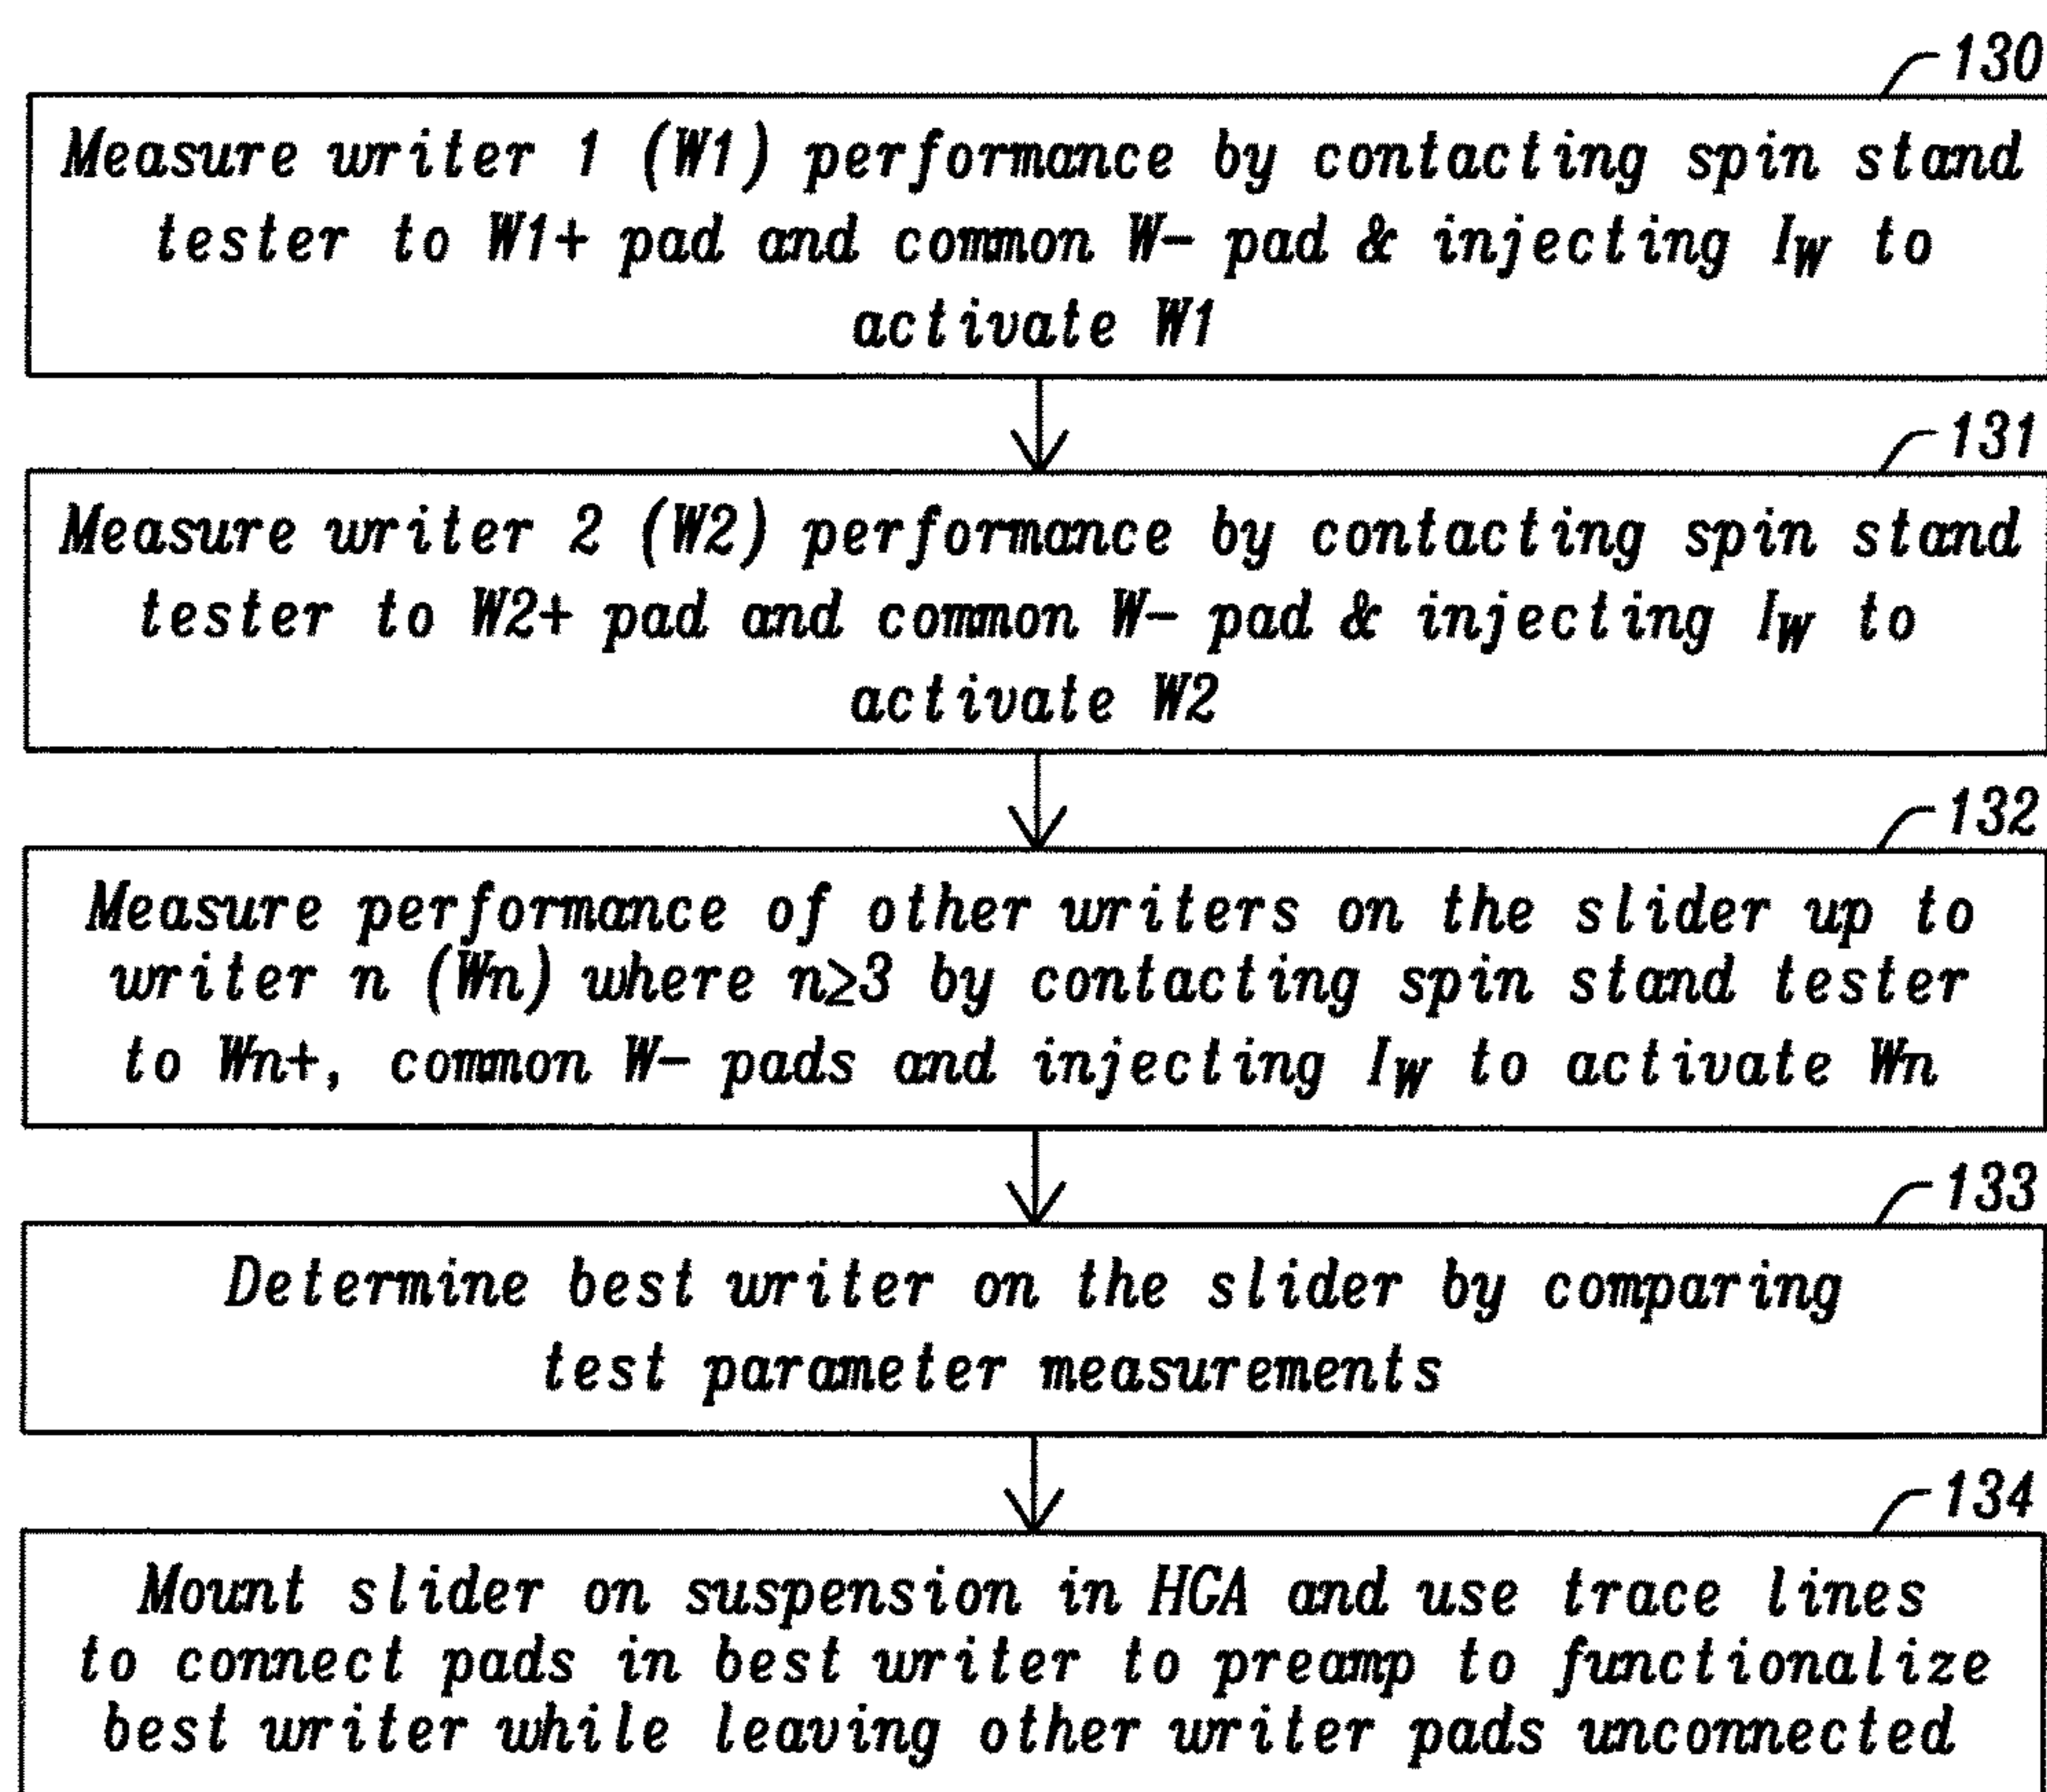 130
Measure writer 1 (W1) performance by contacting spin stand
tester to W1+ pad and common W- pad & injecting IW to
activate W1
131
Measure writer 2 (W2) performance by contacting spin stand
tester to W2+ pad and common W- pad & injecting IW to
activate W2
132
Measure performance of other writers on the slider up to
writer n (Wn) where n≥3 by contacting spin stand tester
to Wn+, common W- pads and injecting IW to activate Wn
133
Determine best writer on the slider by comparing
test parameter measurements
134
Mount slider on suspension in HGA and use trace lines
to connect pads in best writer to preamp to functionalize
best writer while leaving other writer pads unconnected